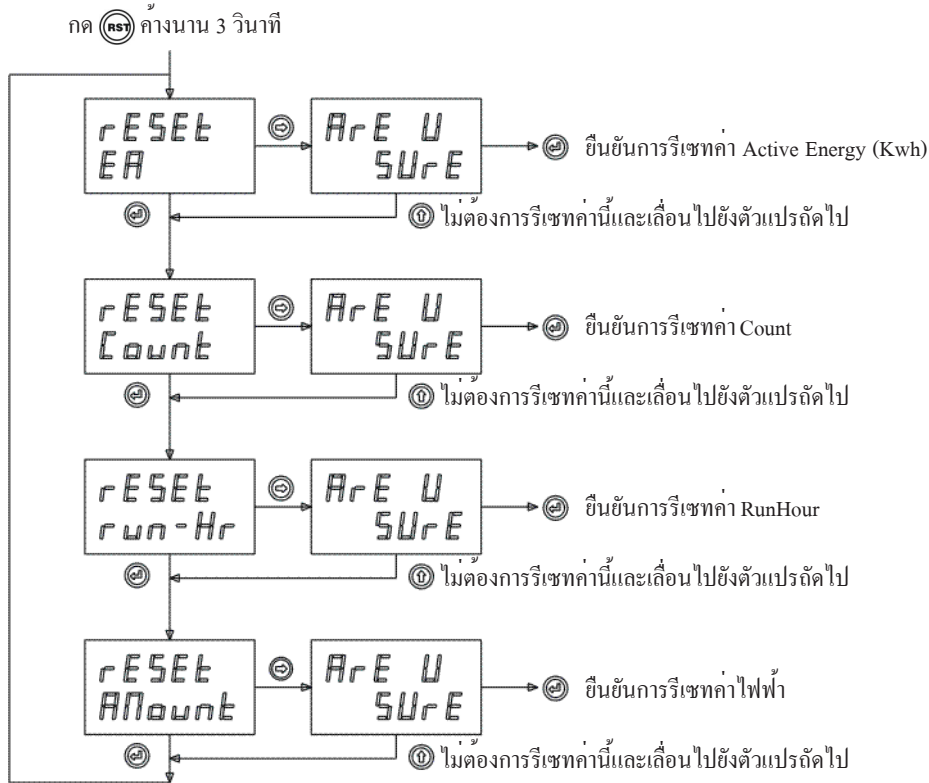 กด RST ค้างนาน 3 วินาที
rESEt ArE U
EA SUrE
ยืนยันการรีเซทค่า Active Energy (Kwh)
ไม่ต้องการรีเซทค่านี้และเลื่อนไปยังตัวแปรถัดไป
rESEt ArE U
Count SUrE
ยืนยันการรีเซทค่า Count
ไม่ต้องการรีเซทค่านี้และเลื่อนไปยังตัวแปรถัดไป
rESEt ArE U
run-Hr SUrE
ยืนยันการรีเซทค่า RunHour
ไม่ต้องการรีเซทค่านี้และเลื่อนไปยังตัวแปรถัดไป
rESEt ArE U
AMount SUrE
ยืนยันการรีเซทค่าไฟฟ้า
ไม่ต้องการรีเซทค่านี้และเลื่อนไปยังตัวแปรถัดไป